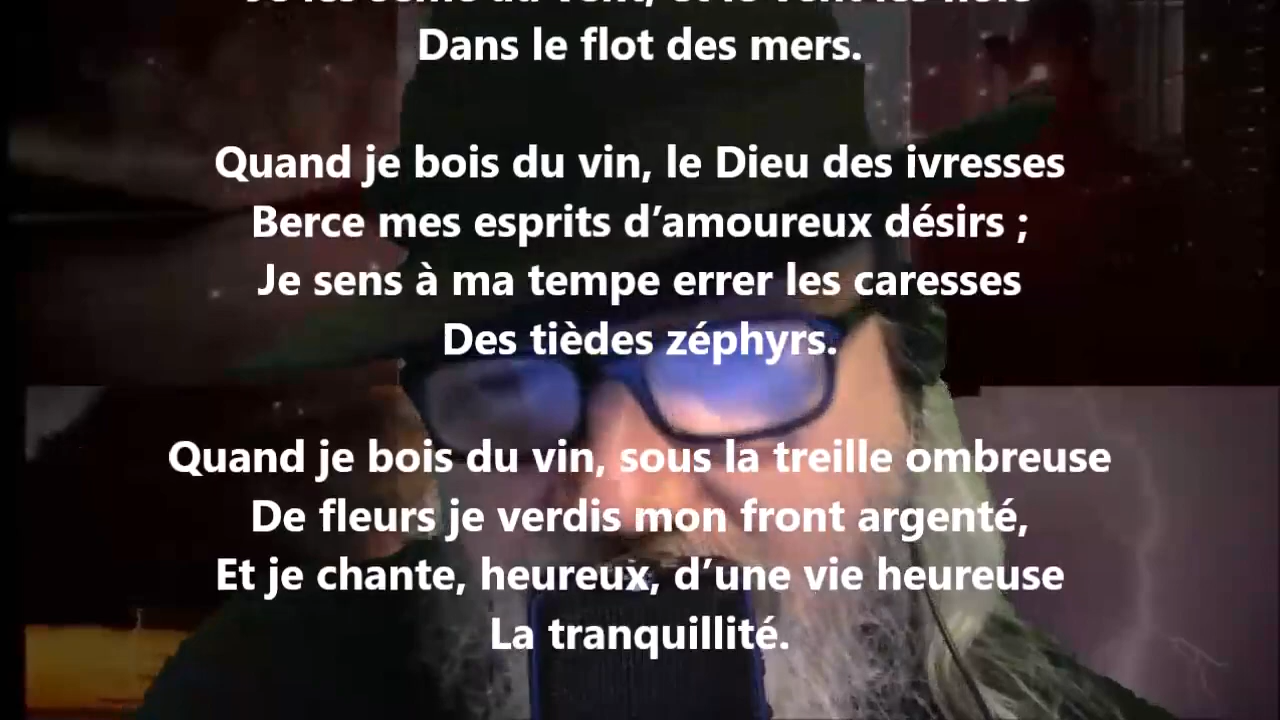 Dans le flot des mers.
Quand je bois du vin, le Dieu des ivresses
Berce mes esprits d’amoureux désirs ;
Je sens à ma tempe errer les caresses
Des tièdes zéphyrs.
Quand je bois du vin, sous la treille ombreuse
De fleurs je verdis mon front argenté,
Et je chante, heureux, d’une vie heureuse
La tranquillité.